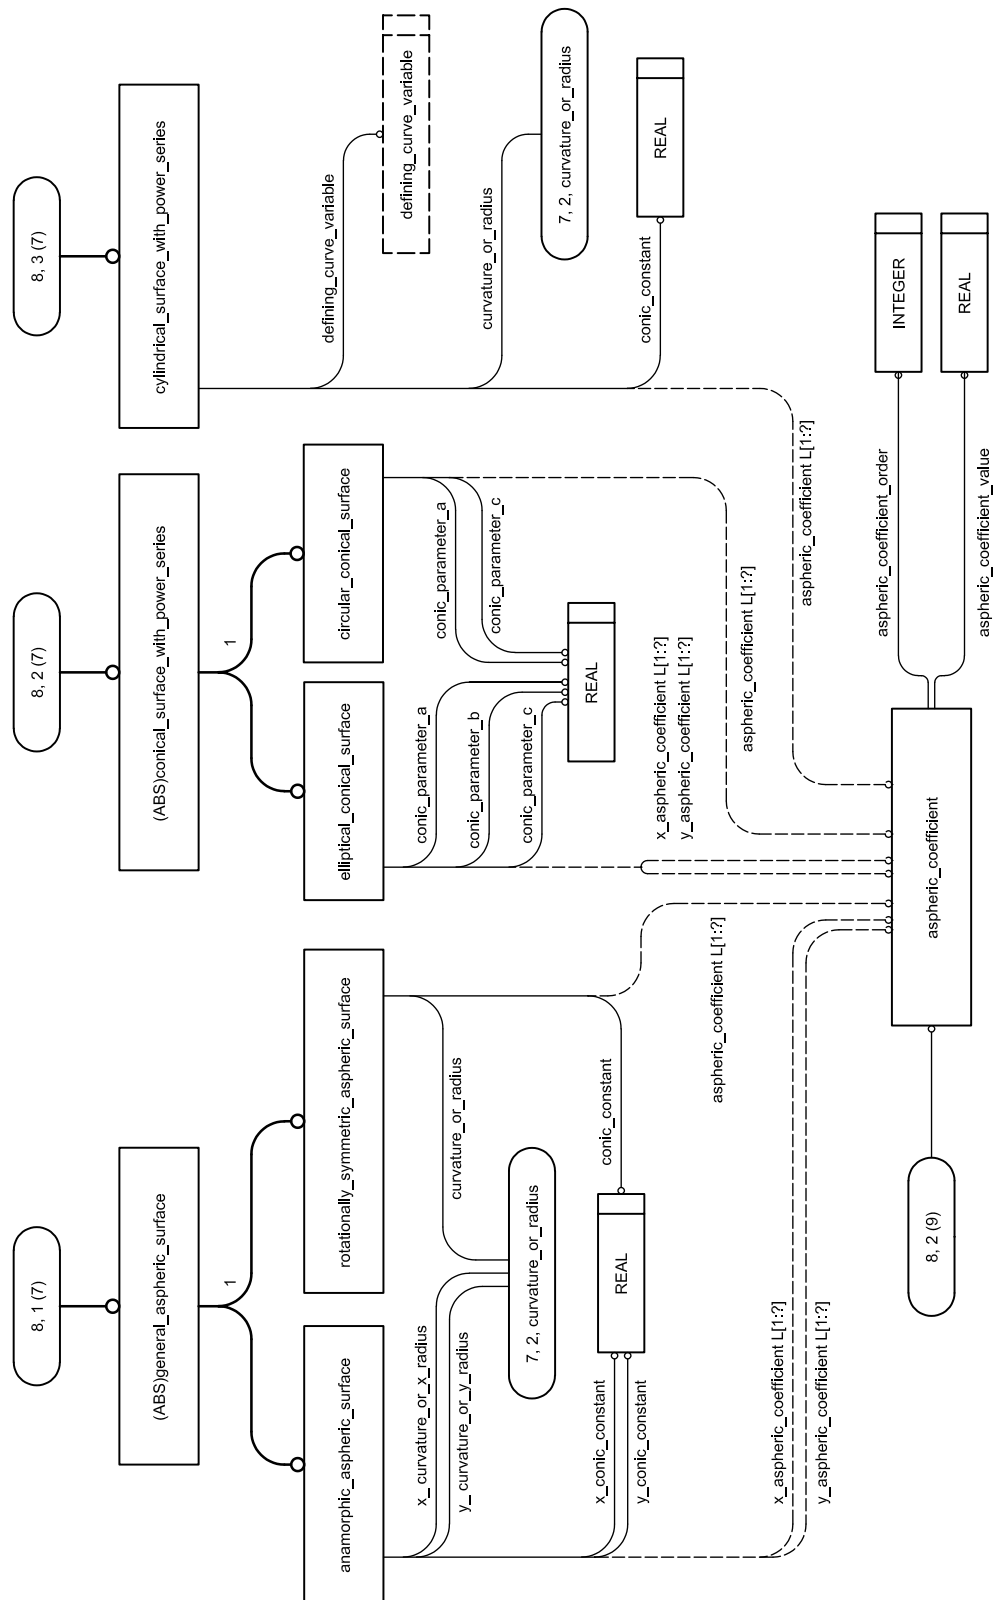 8, 1 (7)
8, 2 (7)
8, 3 (7)
(ABS)general_aspheric_surface
(ABS)conical_surface_with_power_series
cylindrical_surface_with_power_series
1
1
anamorphic_aspheric_surface
rotationally_symmetric_aspheric_surface
elliptical_conical_surface
circular_conical_surface
defining_curve_variable
defining_curve_variable
x_curvature_or_x_radius
y_curvature_or_y_radius
curvature_or_radius
conic_parameter_a
conic_parameter_b
conic_parameter_c
conic_parameter_a
conic_parameter_c
curvature_or_radius
7, 2, curvature_or_radius
7, 2, curvature_or_radius
REAL
x_conic_constant
y_conic_constant
REAL
conic_constant
conic_constant
REAL
x_aspheric_coefficient L[1:?]
y_aspheric_coefficient L[1:?]
aspheric_coefficient L[1:?]
aspheric_coefficient L[1:?]
x_aspheric_coefficient L[1:?]
y_aspheric_coefficient L[1:?]
aspheric_coefficient L[1:?]
aspheric_coefficient_order
INTEGER
8, 2 (9)
aspheric_coefficient
aspheric_coefficient_value
REAL